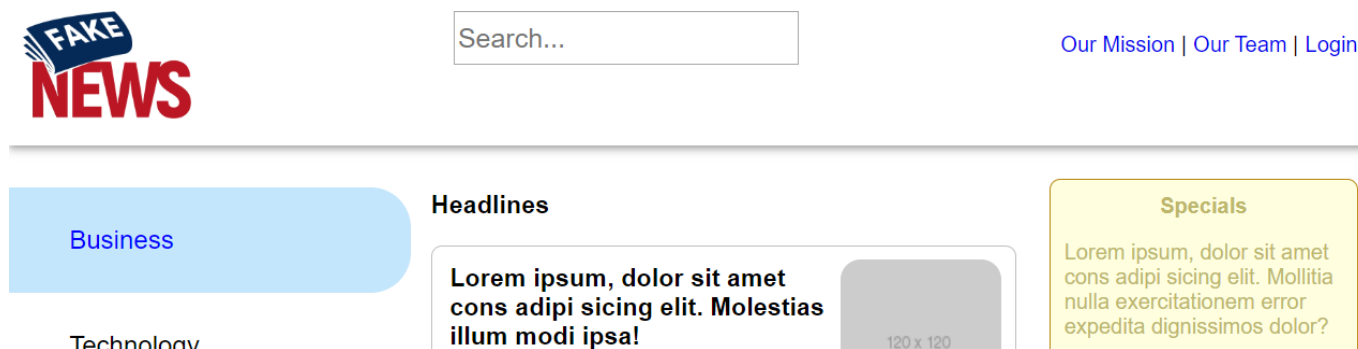 FAKE
NEWS
Search...
Our Mission | Our Team | Login
Business
Technology
Headlines
Lorem ipsum, dolor sit amet
cons adipi sicing elit. Molestias
illum modi ipsa!
120 x 120
Specials
Lorem ipsum, dolor sit amet
cons adipi sicing elit. Mollitia
nulla exercitationem error
expedita dignissimos dolor?